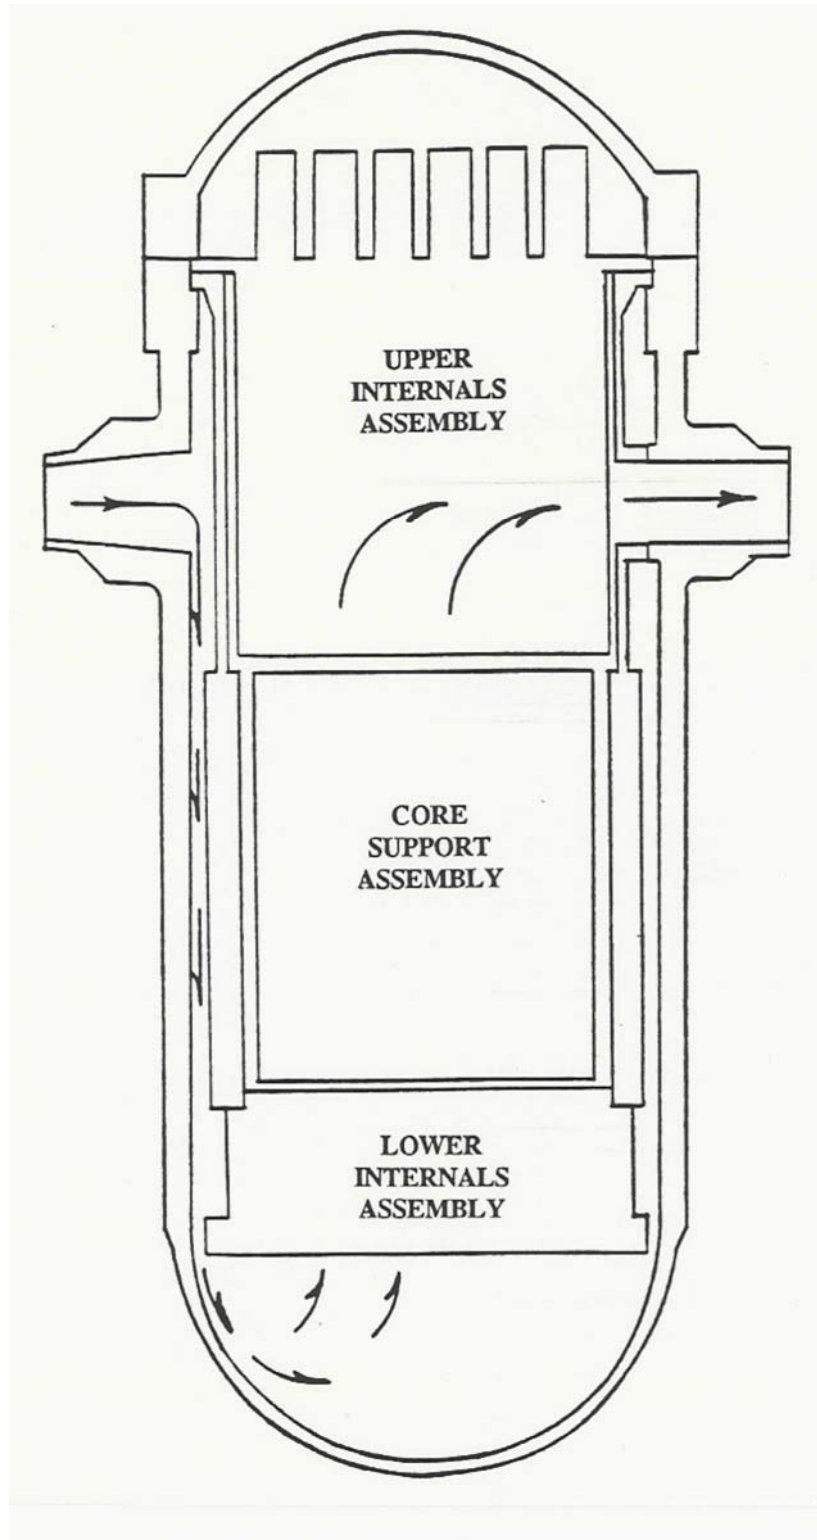 UPPER
INTERNALS
ASSEMBLY
CORE
SUPPORT
ASSEMBLY
LOWER
INTERNALS
ASSEMBLY